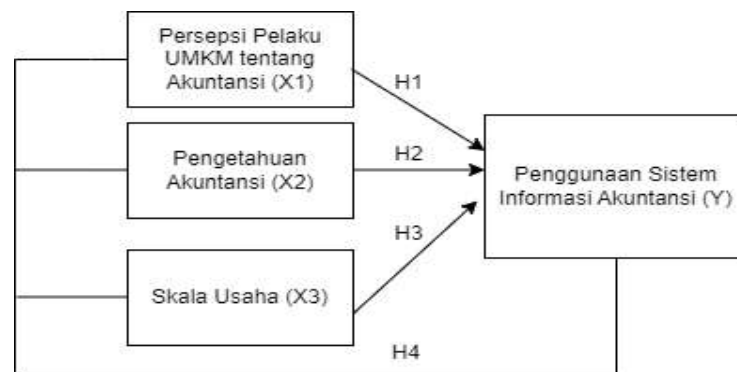 Persepsi Pelaku
UMKM tentang
Akuntansi (X1)
H1
Pengetahuan
Akuntansi (X2)
H2
Penggunaan Sistem
Informasi Akuntansi (Y)
H3
Skala Usaha (X3)
H4